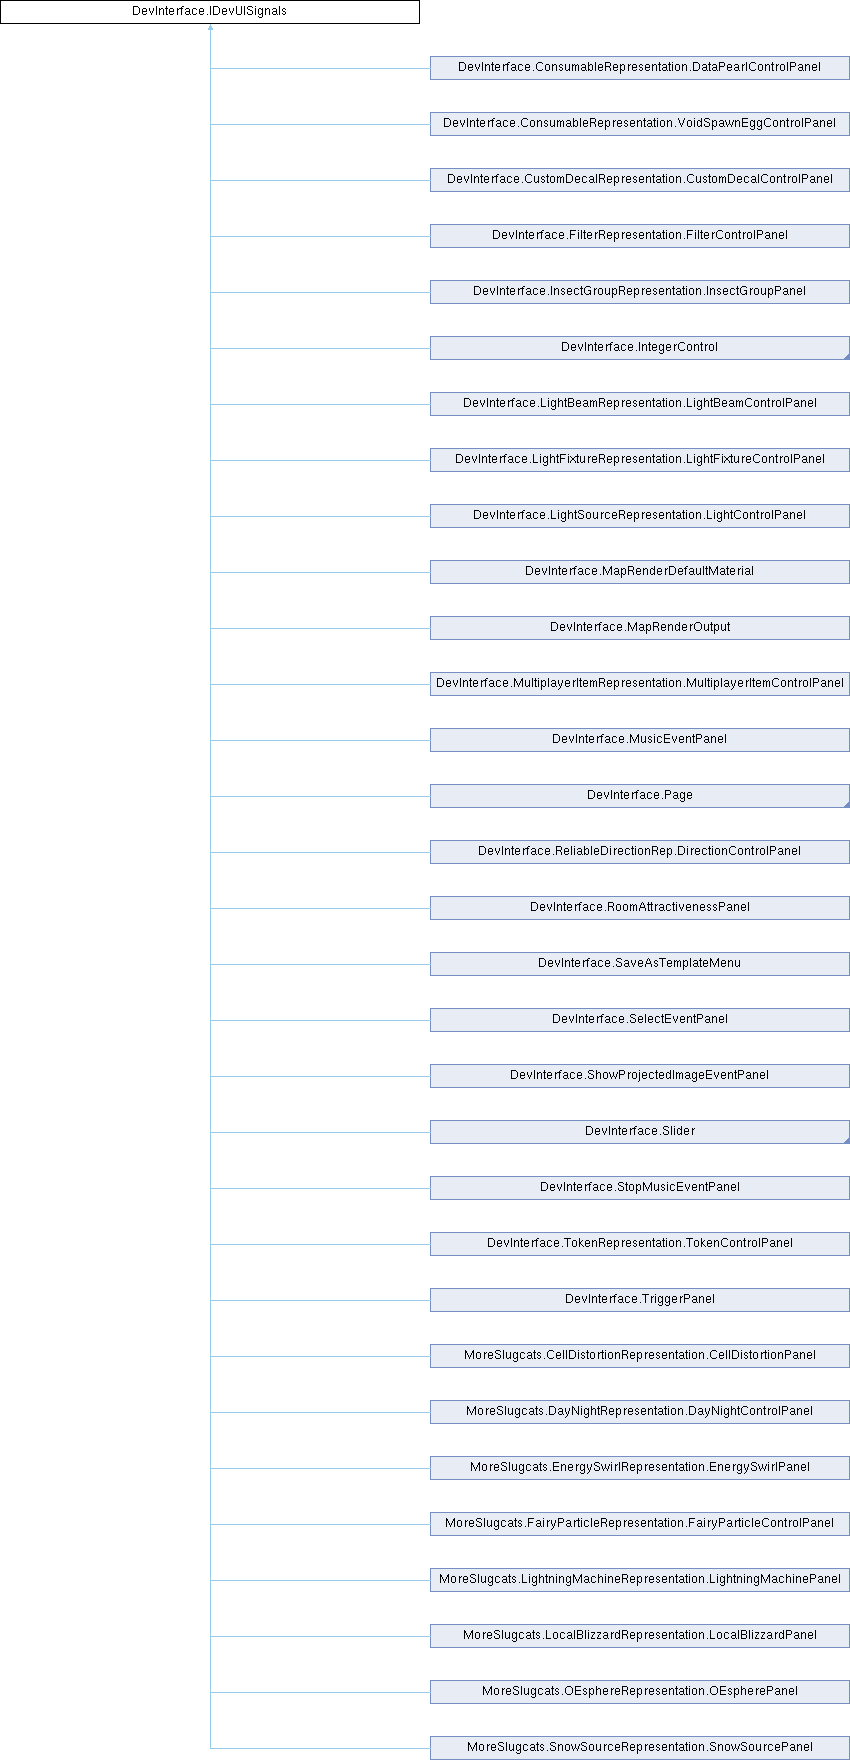 DevInterface.IDevUISignals
DevInterface.ConsumableRepresentation.DataPearlControlPanel
DevInterface.ConsumableRepresentation.VoidSpawnEggControlPanel
DevInterface.CustomDecalRepresentation.CustomDecalControlPanel
DevInterface.FilterRepresentation.FilterControlPanel
DevInterface.InsectGroupRepresentation.InsectGroupPanel
DevInterface.IntegerControl
DevInterface.LightBeamRepresentation.LightBeamControlPanel
DevInterface.LightFixtureRepresentation.LightFixtureControlPanel
DevInterface.LightSourceRepresentation.LightControlPanel
DevInterface.MapRenderDefaultMaterial
DevInterface.MapRenderOutput
DevInterface.MultiplayerItemRepresentation.MultiplayerItemControlPanel
DevInterface.MusicEventPanel
DevInterface.Page
DevInterface.ReliableDirectionRep.DirectionControlPanel
DevInterface.RoomAttractivenessPanel
DevInterface.SaveAsTemplateMenu
DevInterface.SelectEventPanel
DevInterface.ShowProjectedImageEventPanel
DevInterface.Slider
DevInterface.StopMusicEventPanel
DevInterface.TokenRepresentation.TokenControlPanel
DevInterface.TriggerPanel
MoreSlugcats.CellDistortionRepresentation.CellDistortionPanel
MoreSlugcats.DayNightRepresentation.DayNightControlPanel
MoreSlugcats.EnergySwirlRepresentation.EnergySwirlPanel
MoreSlugcats.FairyParticleRepresentation.FairyParticleControlPanel
MoreSlugcats.LightningMachineRepresentation.LightningMachinePanel
MoreSlugcats.LocalBlizzardRepresentation.LocalBlizzardPanel
MoreSlugcats.OEsphereRepresentation.OEspherePanel
MoreSlugcats.SnowSourceRepresentation.SnowSourcePanel